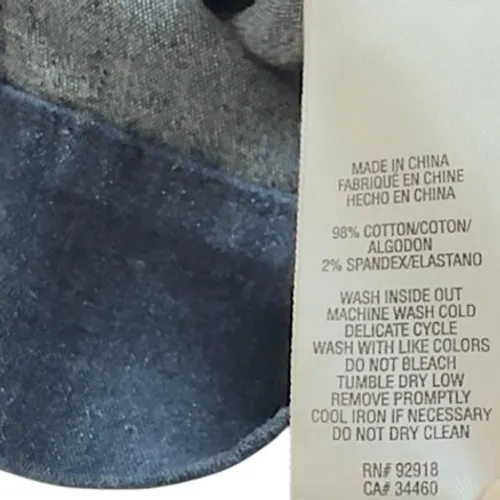 MADE IN CHINA
FABRIQUÉ EN CHINE
HECHO EN CHINA
98% COTTON/COTON/
ALGODON
2% SPANDEX/ELASTANO
WASH INSIDE OUT
MACHINE WASH COLD
DELICATE CYCLE
WASH WITH LIKE COLORS
DO NOT BLEACH
TUMBLE DRY LOW
REMOVE PROMPTLY
COOL IRON IF NECESSARY
DO NOT DRY CLEAN
RN# 92918
CA# 34460